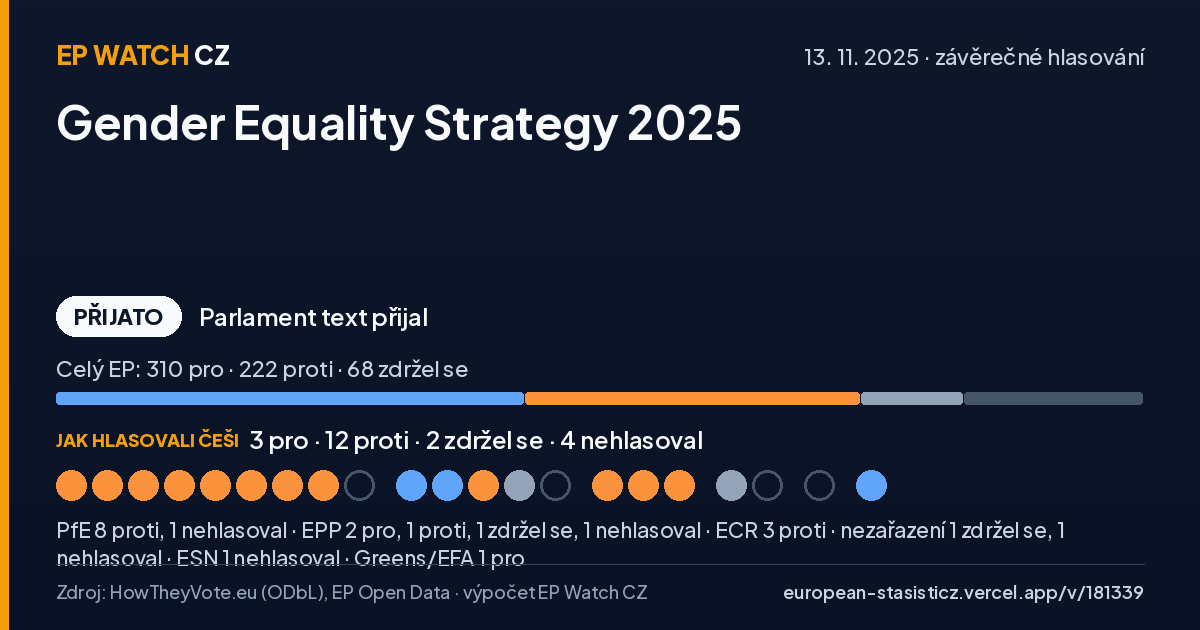 EP WATCH CZ
13. 11. 2025 · závěrečné hlasování
Gender Equality Strategy 2025
PŘIJATO Parlament text přijal
Celý EP: 310 pro · 222 proti · 68 zdržel se
JAK HLASOVALI ČEŠI 3 pro · 12 proti · 2 zdržel se · 4 nehlasoval
PfE 8 proti, 1 nehlasoval · EPP 2 pro, 1 proti, 1 zdržel se, 1 nehlasoval · ECR 3 proti · nezařazení 1 zdržel se, 1
nehlasoval · ESN 1 nehlasoval · Greens/EFA 1 pro
Zdroj: HowTheyVote.eu (ODbL), EP Open Data · výpočet EP Watch CZ
european-stasisticz.vercel.app/v/181339